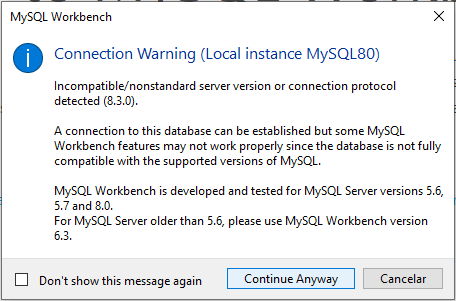 MySQL Workbench
Connection Warning (Local instance MySQL80)
Incompatible/nonstandard server version or connection protocol
detected (8.3.0).
A connection to this database can be established but some MySQL
Workbench features may not work properly since the database is not fully
compatible with the supported versions of MySQL.
MySQL Workbench is developed and tested for MySQL Server versions 5.6,
5.7 and 8.0.
For MySQL Server older than 5.6, please use MySQL Workbench version
6.3.
Don't show this message again
Continue Anyway
Cancelar